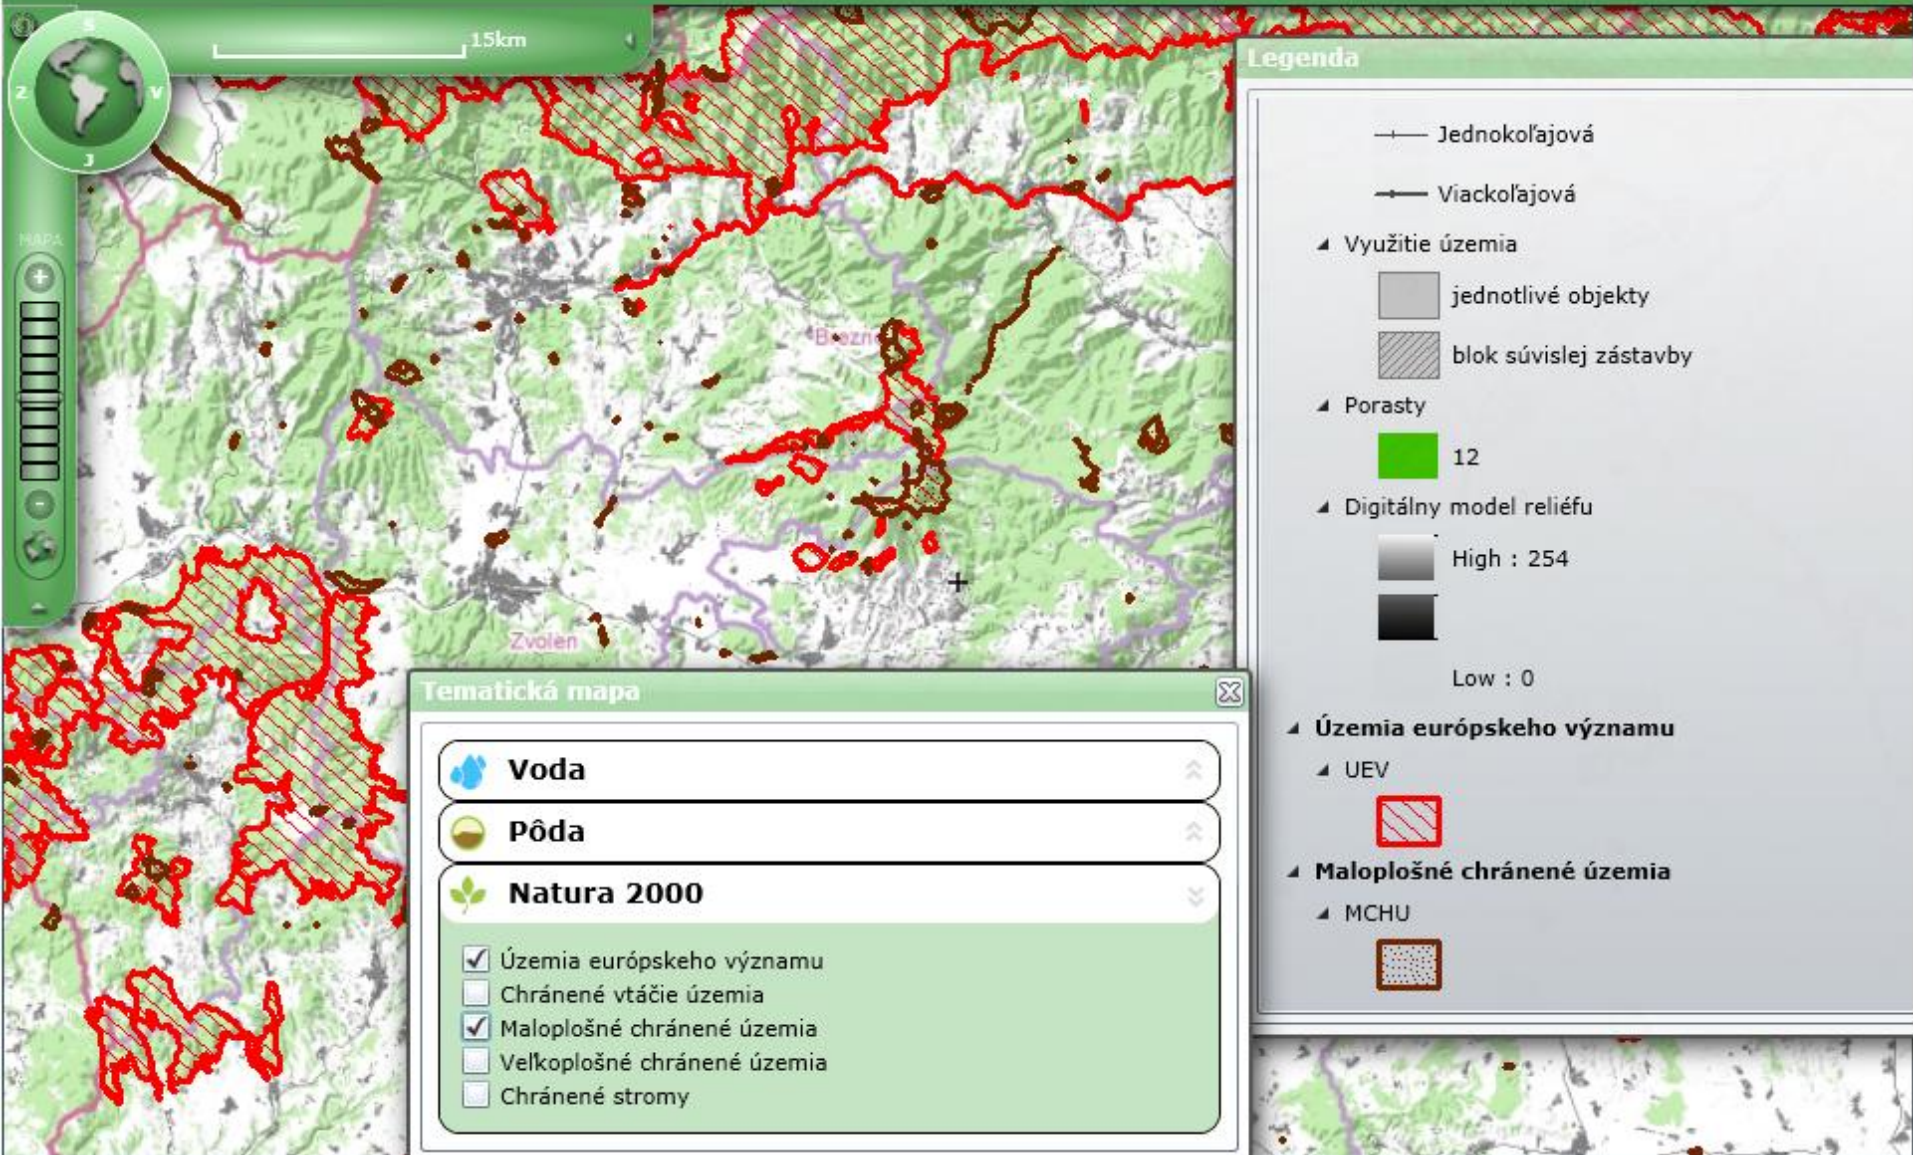 S
Z
V
J
15km
MAPA
+
-
Brezno
Zvolen
Legenda
Jednokoľajová
Viackoľajová
Využitie územia
jednotlivé objekty
blok súvislej zástavby
Porasty
12
Digitálny model reliéfu
High : 254
Low : 0
Územia európskeho významu
UEV
Maloplošné chránené územia
MCHU
Tematická mapa
Voda
Pôda
Natura 2000
Územia európskeho významu
Chránené vtáčie územia
Maloplošné chránené územia
Veľkoplošné chránené územia
Chránené stromy